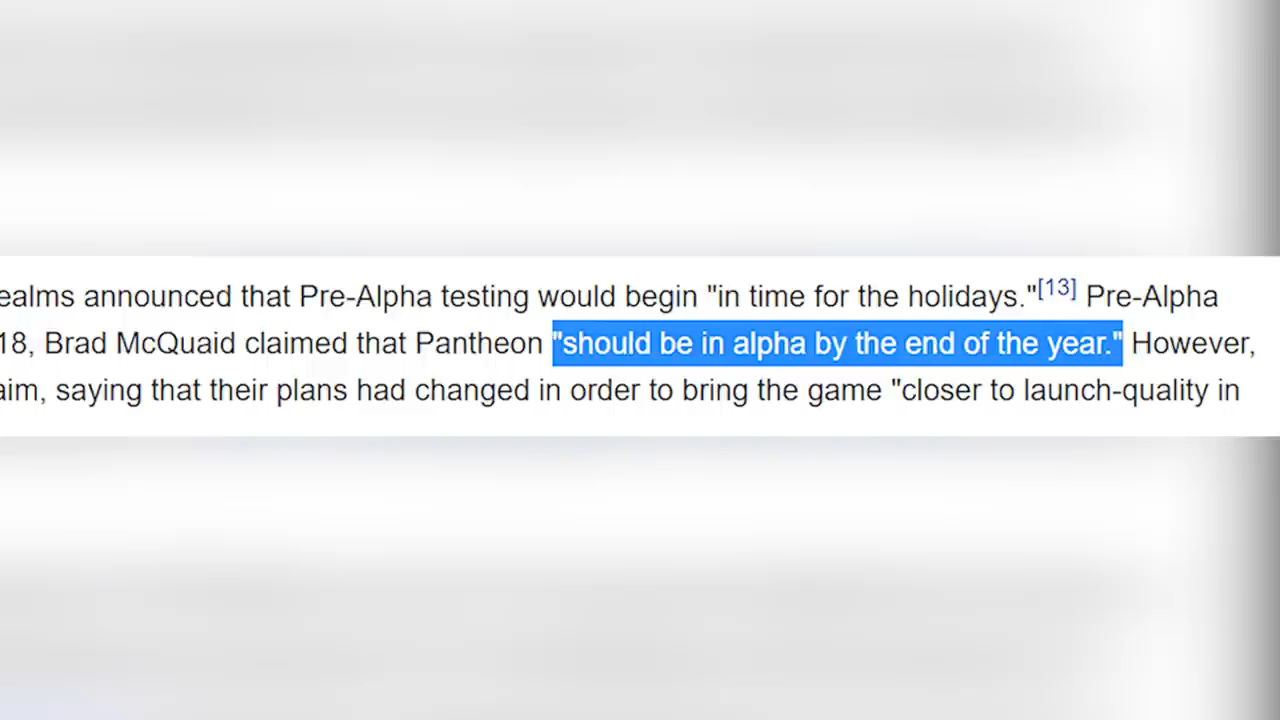 ealms announced that Pre-Alpha testing would begin "in time for the holidays."[13] Pre-Alpha
18, Brad McQuaid claimed that Pantheon "should be in alpha by the end of the year." However,
aim, saying that their plans had changed in order to bring the game "closer to launch-quality in